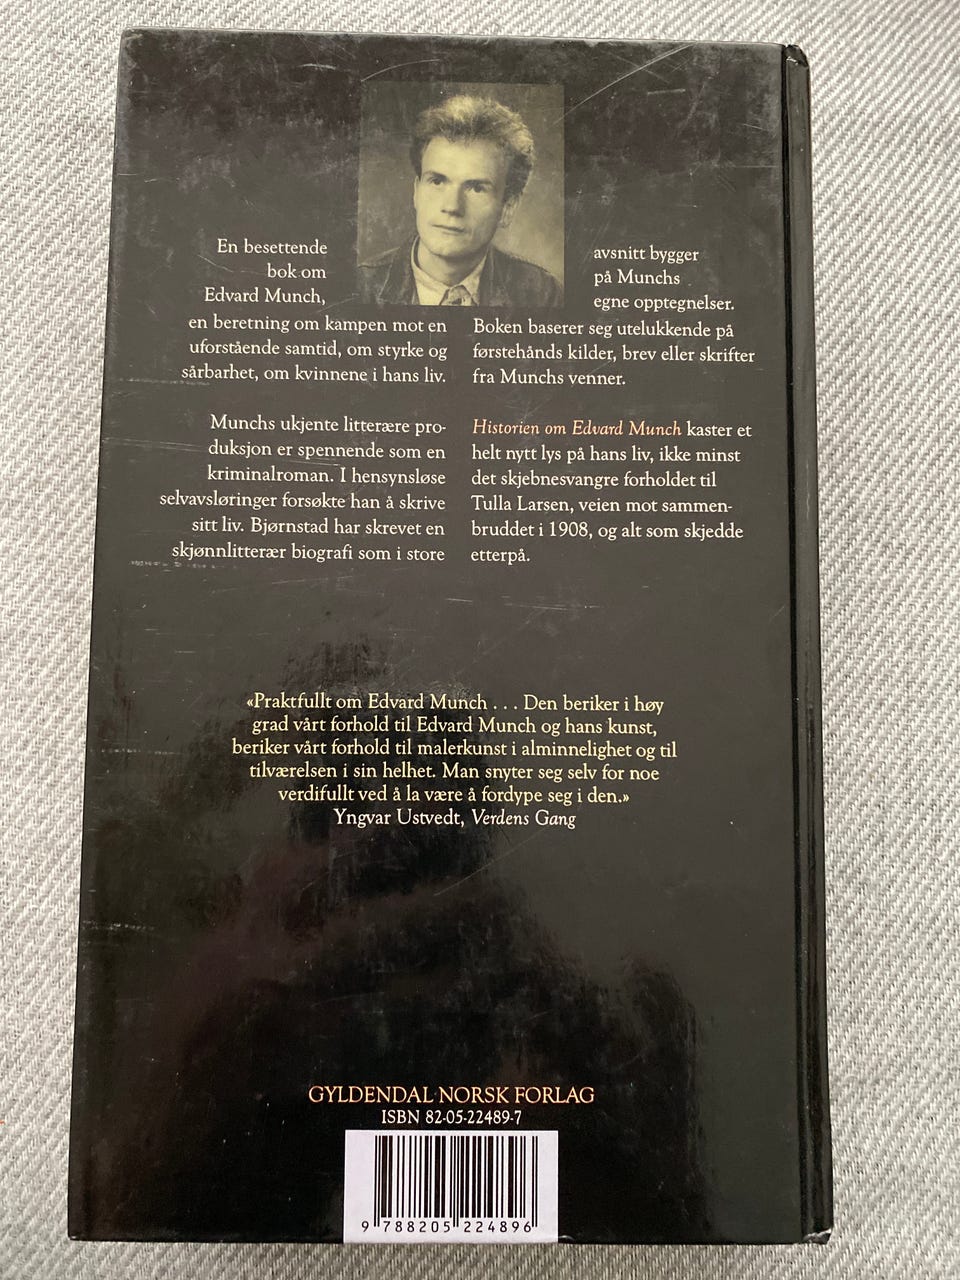 En besettende
bok om
Edvard Munch,
en beretning om kampen mot en
uforstående samtid, om styrke og
sårbarhet, om kvinnene i hans liv.
Munchs ukjente litterære pro-
duksjon er spennende som en
kriminalroman. I hensynsløse
selvavsløringer forsøkte han å skrive
sitt liv. Bjørnstad har skrevet en
skjønnlitterær biografi som i store
avsnitt bygger
på Munchs
egne opptegnelser.
Boken baserer seg utelukkende på
førstehånds kilder, brev eller skrifter
fra Munchs venner.
Historien om Edvard Munch kaster et
helt nytt lys på hans liv, ikke minst
det skjebnesvangre forholdet til
Tulla Larsen, veien mot sammen-
bruddet i 1908, og alt som skjedde
etterpå.
«Praktfullt om Edvard Munch . . . Den beriker i høy
grad vårt forhold til Edvard Munch og hans kunst,
beriker vårt forhold til malerkunst i alminnelighet og til
tilværelsen i sin helhet. Man snyter seg selv for noe
verdifullt ved å la være å fordype seg i den.»
Yngvar Ustvedt, Verdens Gang
GYLDENDAL NORSK FORLAG
ISBN 82-05-22489-7
9 788205 224896